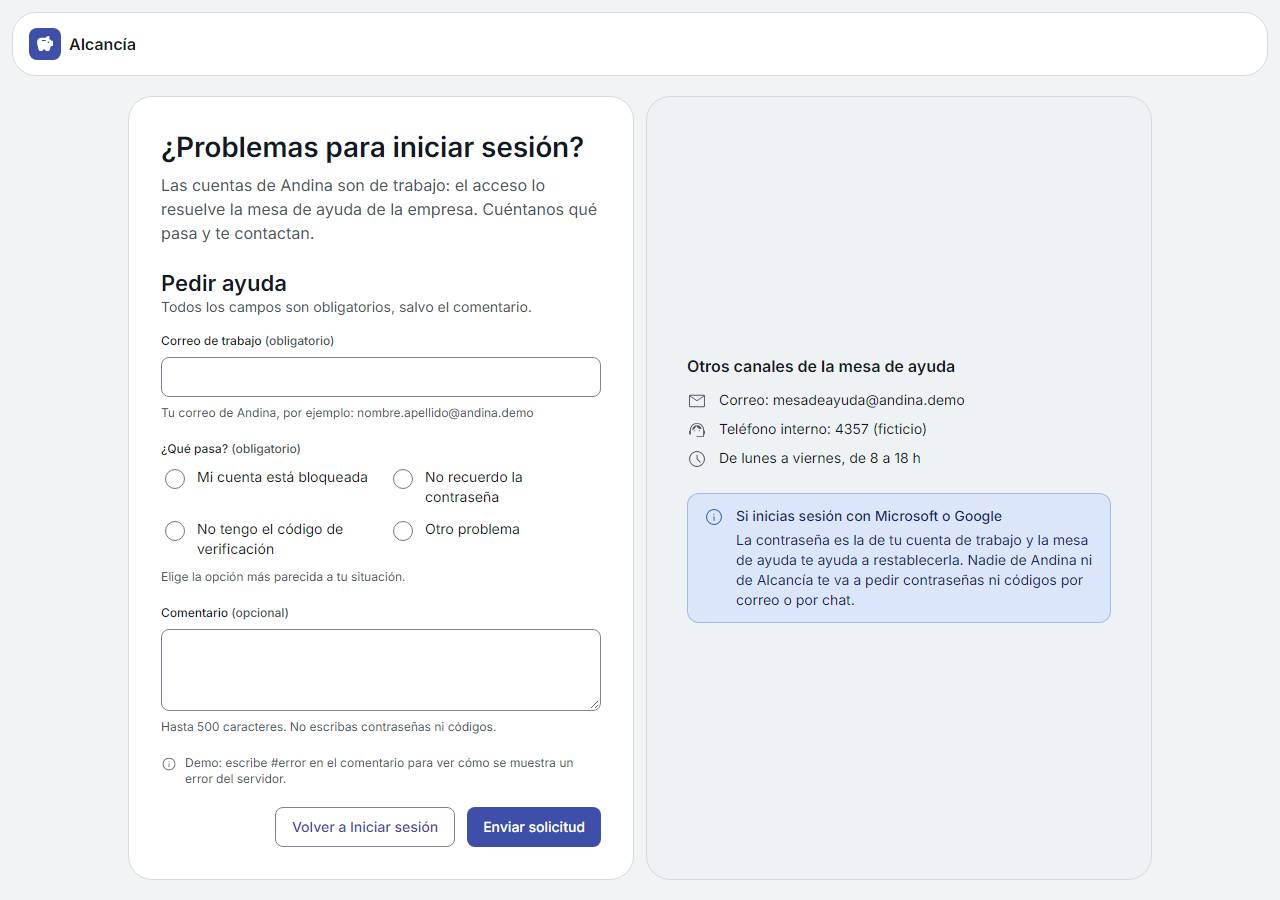 Alcancía
¿Problemas para iniciar sesión?
Las cuentas de Andina son de trabajo: el acceso lo
resuelve la mesa de ayuda de la empresa. Cuéntanos qué
pasa y te contactan.
Pedir ayuda
Todos los campos son obligatorios, salvo el comentario.
Correo de trabajo (obligatorio)
Tu correo de Andina, por ejemplo: nombre.apellido@andina.demo
¿Qué pasa? (obligatorio)
Mi cuenta está bloqueada
No recuerdo la
contraseña
No tengo el código de
verificación
Otro problema
Elige la opción más parecida a tu situación.
Comentario (opcional)
Hasta 500 caracteres. No escribas contraseñas ni códigos.
Demo: escribe #error en el comentario para ver cómo se muestra un
error del servidor.
Volver a Iniciar sesión
Enviar solicitud
Otros canales de la mesa de ayuda
Correo: mesadeayuda@andina.demo
Teléfono interno: 4357 (ficticio)
De lunes a viernes, de 8 a 18 h
Si inicias sesión con Microsoft o Google
La contraseña es la de tu cuenta de trabajo y la mesa
de ayuda te ayuda a restablecerla. Nadie de Andina ni
de Alcancía te va a pedir contraseñas ni códigos por
correo o por chat.